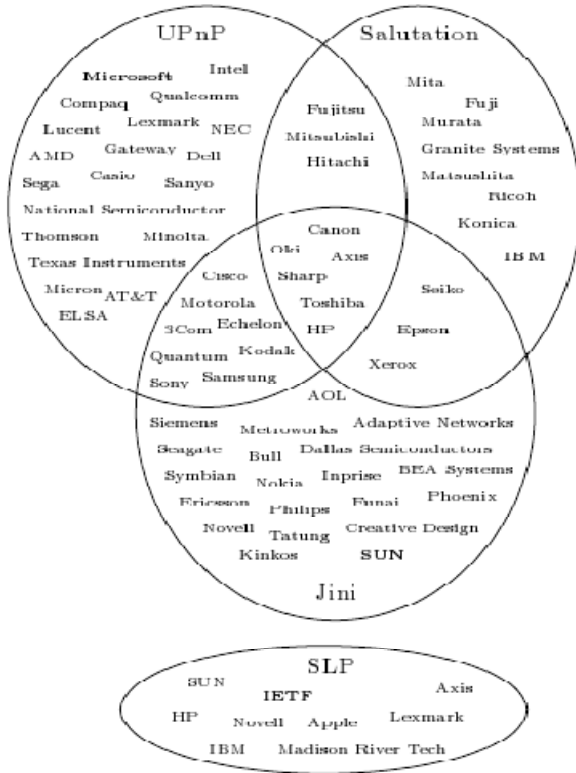 UPnP Salutation
Microsoft Intel
Mita
Compaq Qualcomm
Fujitsu Fuji
Lucent Lexmark NEC
Mitsubishi Murata
AMD Gateway Dell
Hitachi Granite Systems
Sega Casio Sanyo
Matsushita
Ricoh
National Semiconductor
Konica
Thomson Minolta
Canon
Oki Axis IBM
Texas Instruments
Cisco Sharp
Micron AT&T
Seiko
Motorola Toshiba
ELSA
3Com Echelon HP Epson
Quantum Kodak
Xerox
Sony Samsung
AOL
Siemens Metroworks Adaptive Networks
Seagate Bull Dallas Semiconductors
Symbian Nokia Inprise BEA Systems
Ericsson Philips Funai Phoenix
Novell Tatung Creative Design
Kinkos SUN
Jini
SLP
SUN IETF Axis
HP Novell Apple Lexmark
IBM Madison River Tech